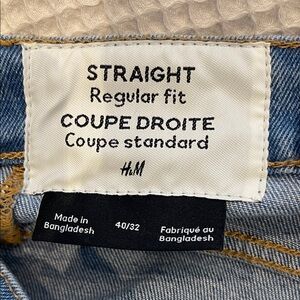 STRAIGHT
Regular fit
COUPE DROITE
Coupe standard
H&M
Made in
Bangladesh
40/32
Fabriqué au
Bangladesh